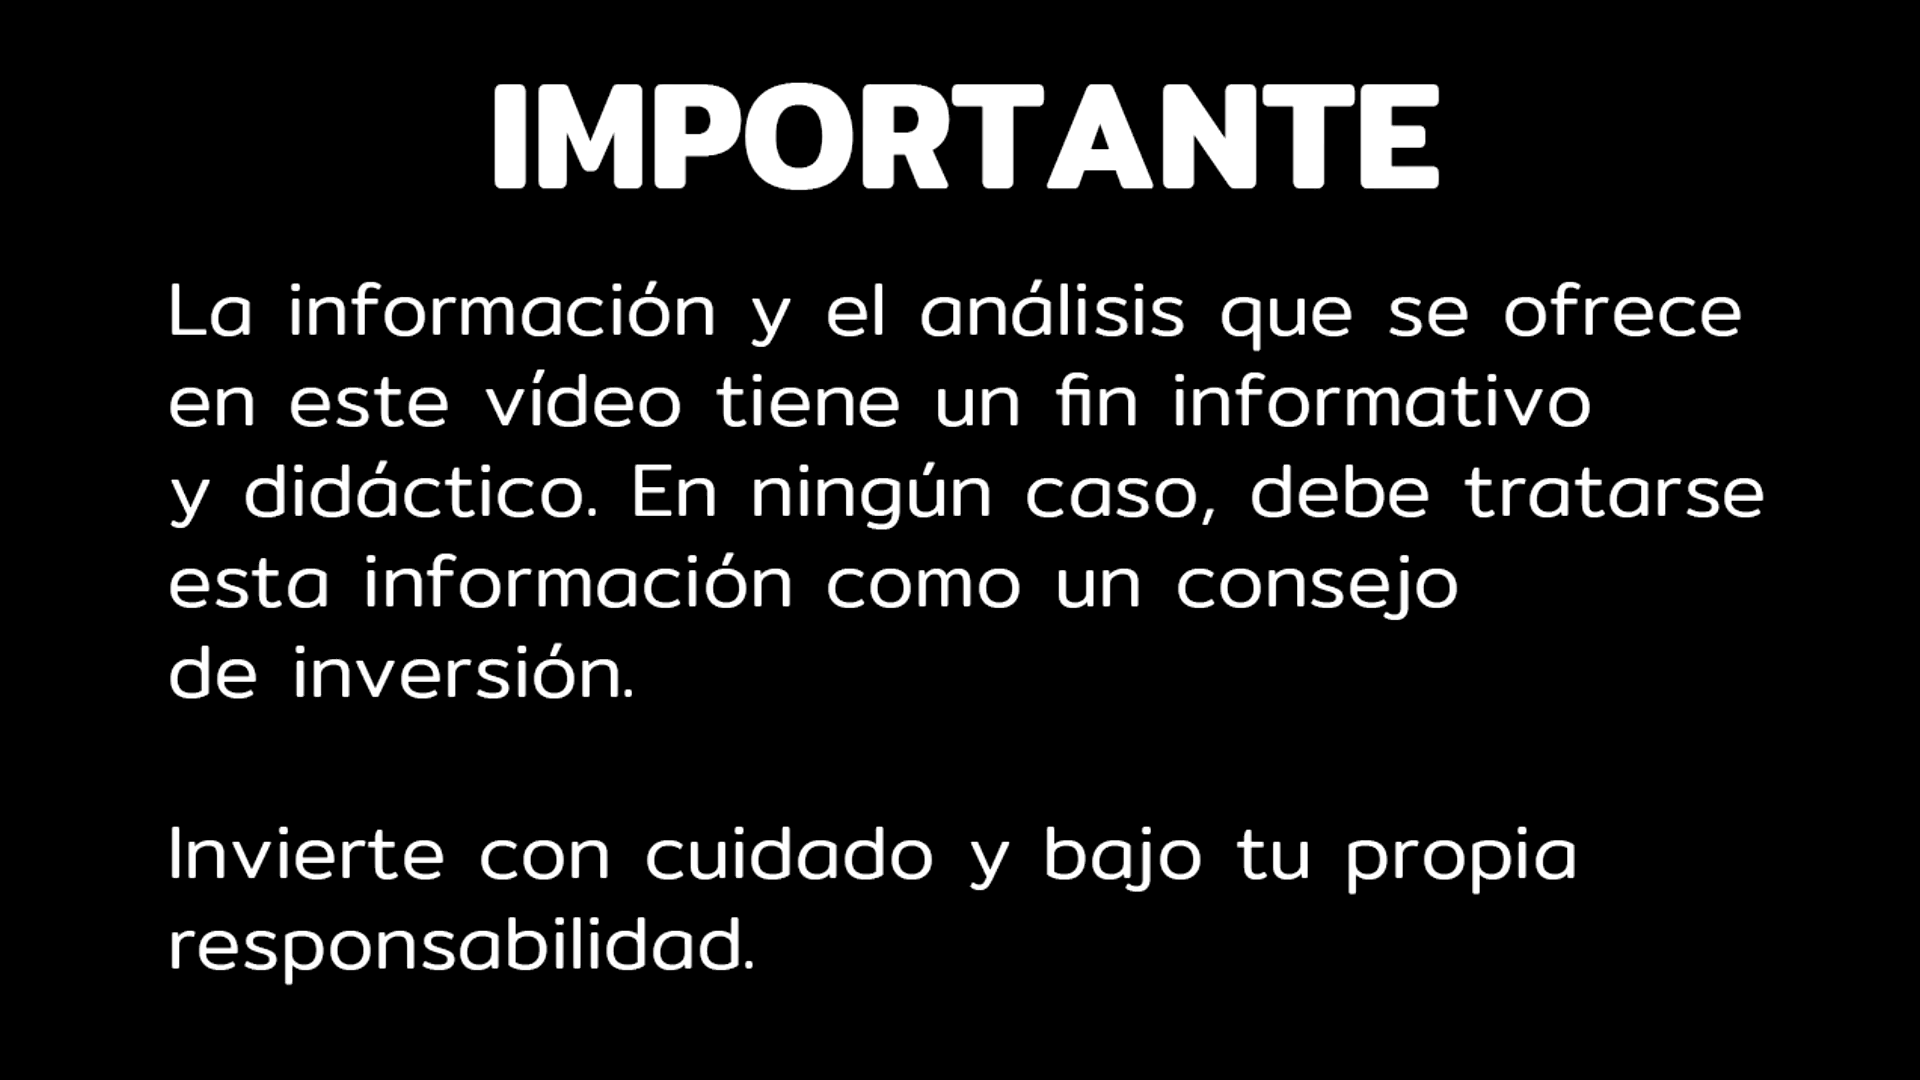 IMPORTANTE
La información y el análisis que se ofrece
en este vídeo tiene un fin informativo
y didáctico. En ningún caso, debe tratarse
esta información como un consejo
de inversión.
Invierte con cuidado y bajo tu propia
responsabilidad.